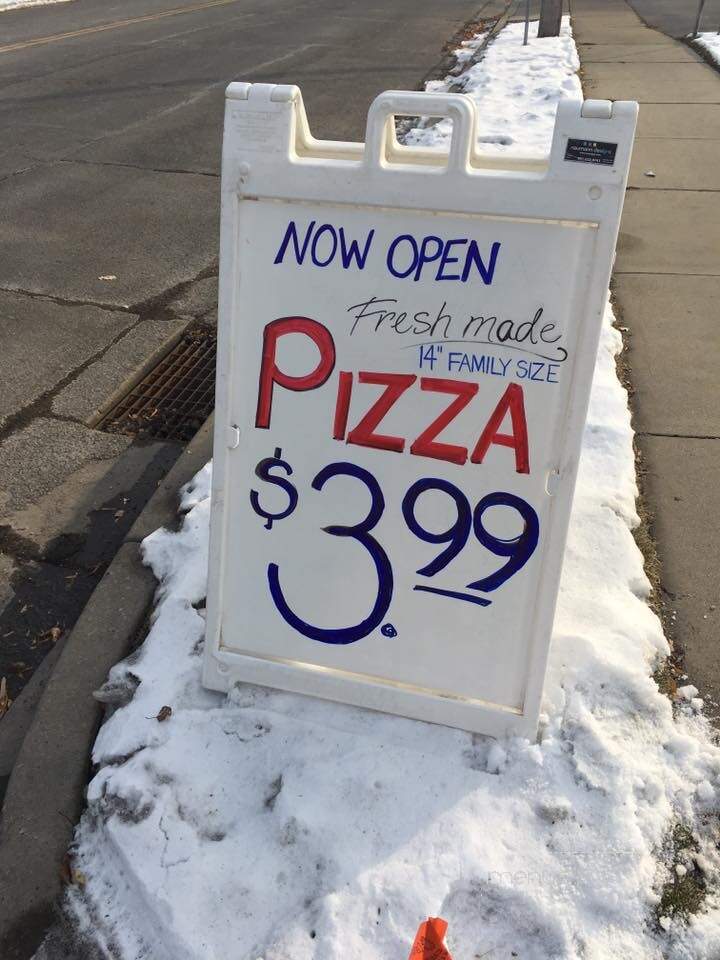 NOW OPEN
Fresh made
14" FAMILY SIZE
PIZZA
$3.99